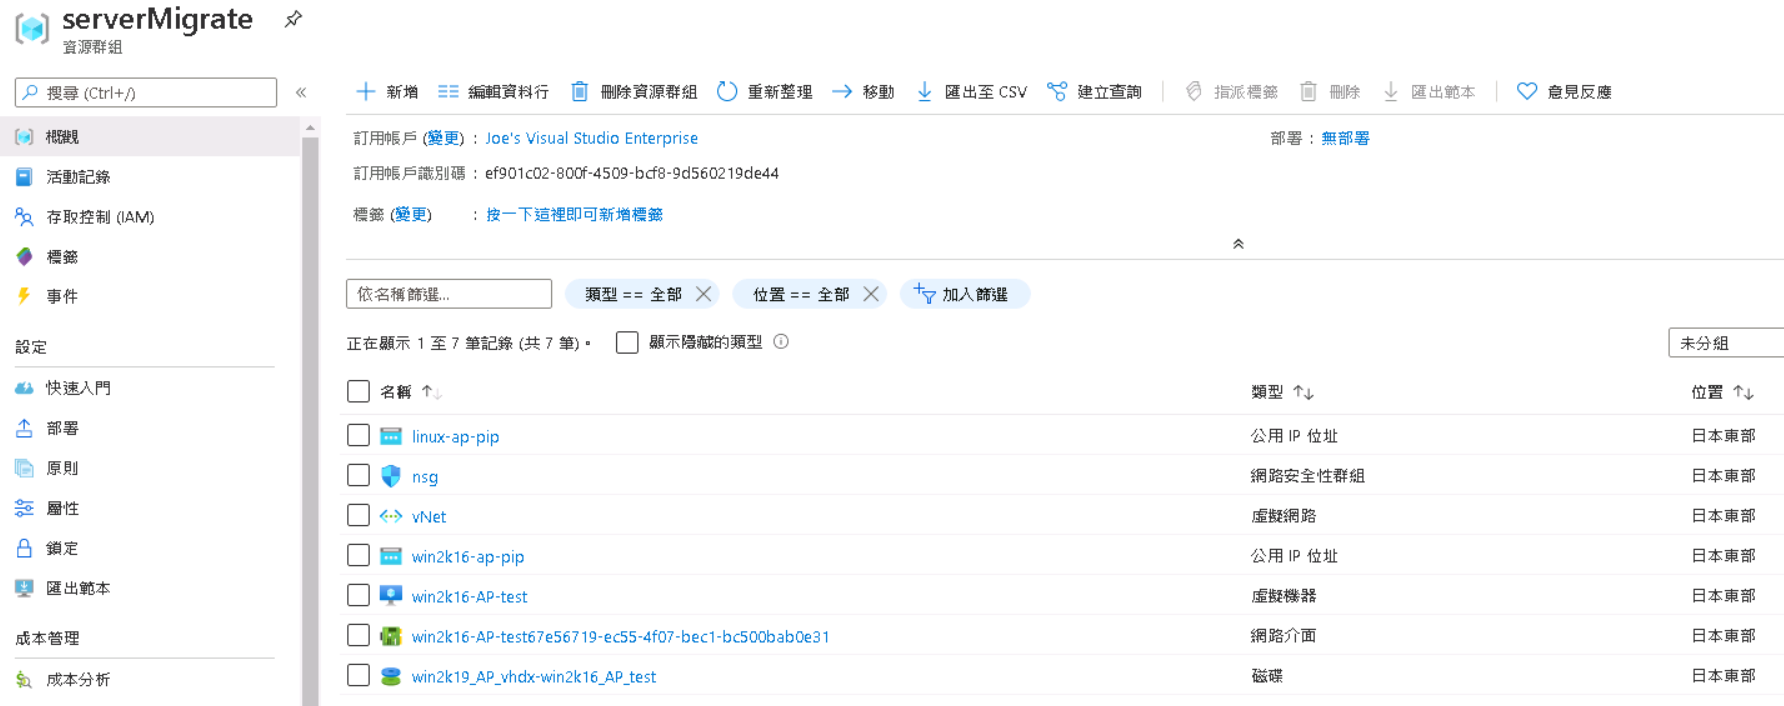 serverMigrate
資源群組
搜尋 (Ctrl+/)
«
概觀
活動記錄
存取控制 (IAM)
標籤
事件
設定
快速入門
部署
原則
屬性
鎖定
匯出範本
成本管理
成本分析
新增 編輯資料行 刪除資源群組 重新整理 移動 匯出至 CSV 建立查詢 指派標籤 刪除 匯出範本 意見反應
訂用帳戶 (變更) : Joe's Visual Studio Enterprise 部署 : 無部署
訂用帳戶識別碼 : ef901c02-800f-4509-bcf8-9d560219de44
標籤 (變更) : 按一下這裡即可新增標籤
依名稱篩選... 類型 == 全部 位置 == 全部 加入篩選
正在顯示 1 至 7 筆記錄 (共 7 筆)。 顯示隱藏的類型 未分組
名稱 ↑↓ 類型 ↑↓ 位置 ↑↓
linux-ap-pip 公用 IP 位址 日本東部
nsg 網路安全性群組 日本東部
vNet 虛擬網路 日本東部
win2k16-ap-pip 公用 IP 位址 日本東部
win2k16-AP-test 虛擬機器 日本東部
win2k16-AP-test67e56719-ec55-4f07-bec1-bc500bab0e31 網路介面 日本東部
win2k19_AP_vhdx-win2k16_AP_test 磁碟 日本東部